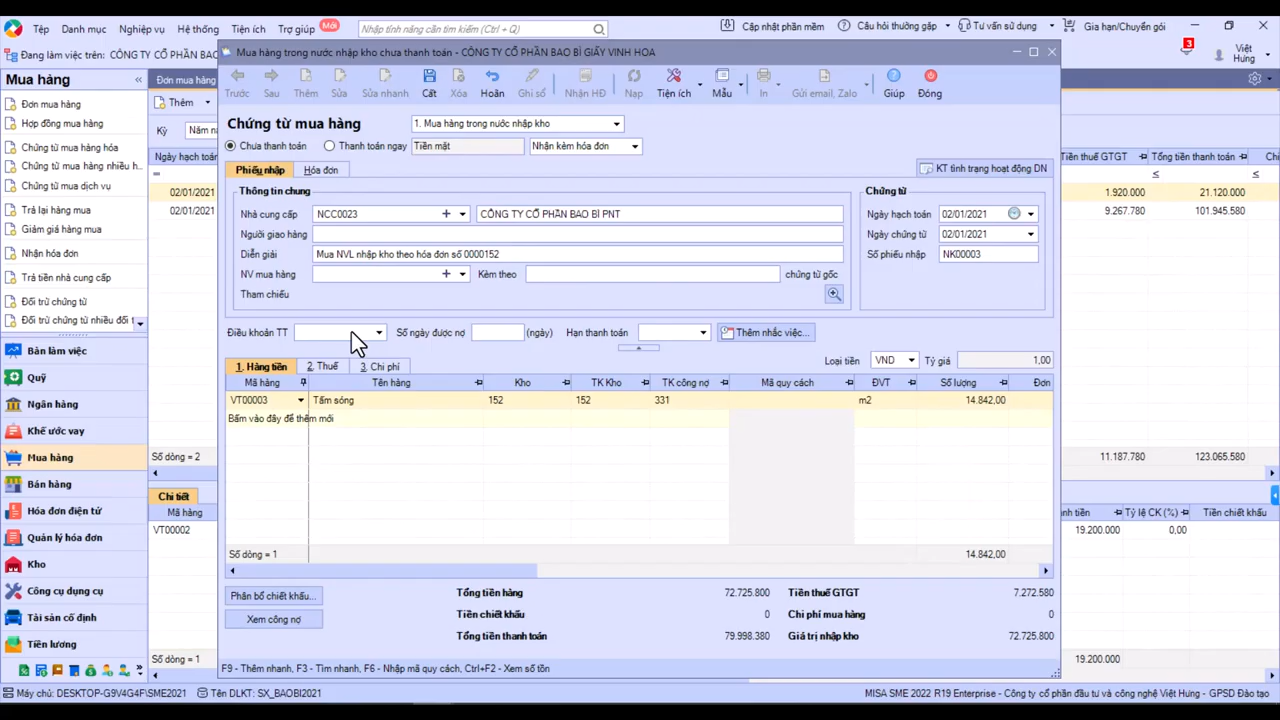 Tệp Danh mục Nghiệp vụ Hệ thống Tiện ích Trợ giúp Mới
Nhập tính năng cần tìm kiếm (Ctrl + F)
Cập nhật phần mềm Câu hỏi thường gặp Tư vấn sử dụng Gia hạn/Chuyển gói
Đang làm việc trên: CÔNG TY CỔ PHẦN BAO
3
Việt Hưng
Mua hàng
«
Đơn mua hàng
Hợp đồng mua hàng
Chứng từ mua hàng hóa
Chứng từ mua hàng nhiều h..
Chứng từ mua dịch vụ
Trả lại hàng mua
Giảm giá hàng mua
Nhận hóa đơn
Trả tiền nhà cung cấp
Đối trừ chứng từ
Đối trừ chứng từ nhiều đối t
Bàn làm việc
Quỹ
Ngân hàng
Khế ước vay
Mua hàng
Bán hàng
Hóa đơn điện tử
Quản lý hóa đơn
Kho
Công cụ dụng cụ
Tài sản cố định
Tiền lương
Đơn mua hàng
Thêm
Kỳ Năm n
Ngày hạch toán
=
02/01/2021
02/01/2021
Số dòng = 2
Chi tiết
Mã hàng
VT00002
Số dòng = 1
Mua hàng trong nước nhập kho chưa thanh toán - CÔNG TY CỔ PHẦN BAO BÌ GIẤY VINH HOA
Trước Sau Thêm Sửa Sửa nhanh Cất Xóa Hoãn Ghi sổ Nhận HĐ Nạp Tiện ích Mẫu In Gửi email, Zalo Giúp Đóng
Chứng từ mua hàng 1. Mua hàng trong nước nhập kho
Chưa thanh toán Thanh toán ngay Tiền mặt Nhận kèm hóa đơn
Phiếu nhập Hóa đơn KT tình trạng hoạt động DN
Thông tin chung Chứng từ
Nhà cung cấp NCC0023 CÔNG TY CỔ PHẦN BAO BÌ PNT Ngày hạch toán 02/01/2021
Người giao hàng Ngày chứng từ 02/01/2021
Diễn giải Mua NVL nhập kho theo hóa đơn số 0000152 Số phiếu nhập NK00003
NV mua hàng Kèm theo chứng từ gốc
Tham chiếu
Điều khoản TT Số ngày được nợ (ngày) Hạn thanh toán Thêm nhắc việc...
1. Hàng tiền 2. Thuế 3. Chi phí Loại tiền VND Tỷ giá 1,00
Mã hàng Tên hàng Kho TK Kho TK công nợ Mã quy cách ĐVT Số lượng Đơn
VT00003 Tấm sóng 152 152 331 m2 14.842,00
Bấm vào đây để thêm mới
Số dòng = 1 14.842,00
Phân bổ chiết khấu... Tổng tiền hàng 72.725.800 Tiền thuế GTGT 7.272.580
Xem công nợ Tiền chiết khấu 0 Chi phí mua hàng 0
Tổng tiền thanh toán 79.998.380 Giá trị nhập kho 72.725.800
F9 - Thêm nhanh, F3 - Tìm nhanh, F6 - Nhập mã quy cách, Ctrl+F2 - Xem số tồn
Tiền thuế GTGT Tổng tiền thanh toán Chi
≤ ≤
1.920.000 21.120.000
9.267.780 101.945.580
11.187.780 123.065.580
nh tiền Tỷ lệ CK (%) Tiền chiết khấu
19.200.000 0,00
19.200.000
Máy chủ: DESKTOP-G9V4G4F\SME2021 Tên DLKT: SX_BAOBI2021 MISA SME 2022 R19 Enterprise - Công ty cổ phần đầu tư và công nghệ Việt Hưng - GPSD Đào tạo